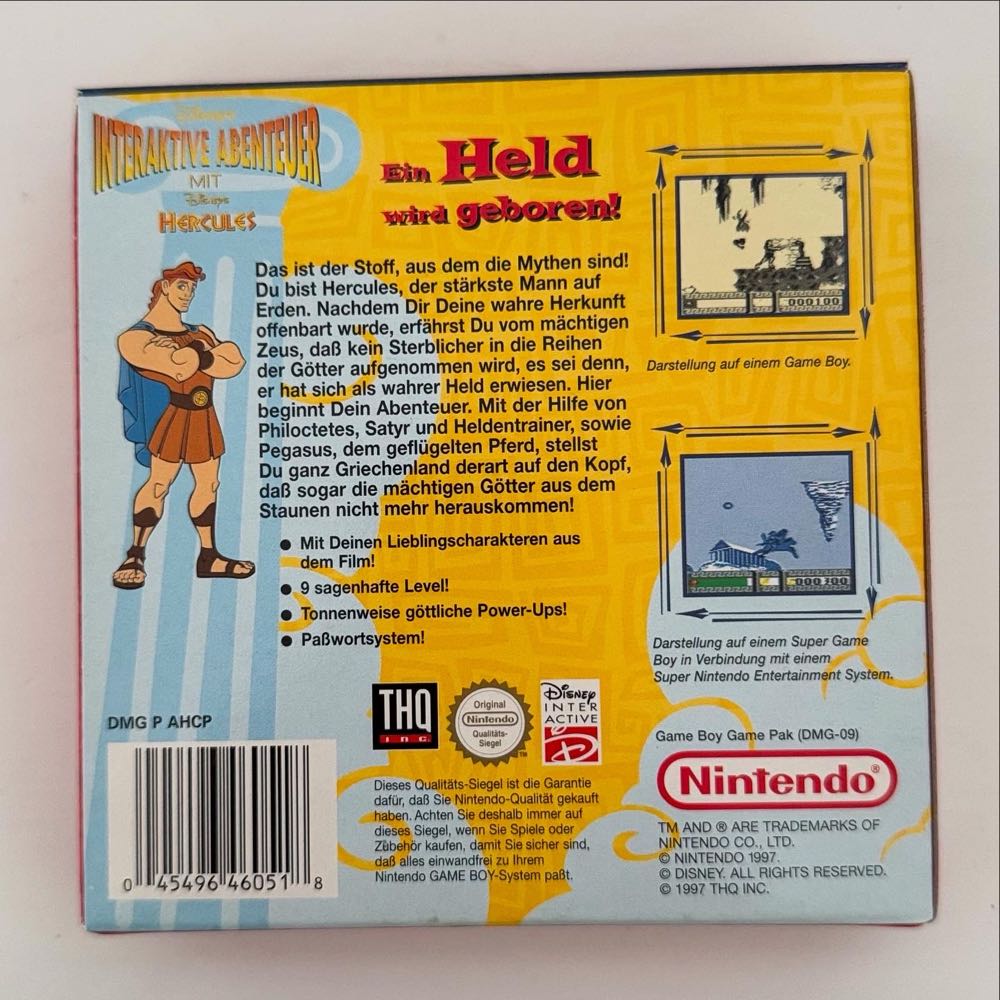 DISNEYS
INTERAKTIVE ABENTEUER
MIT
DISNEYS
HERCULES
Ein Held
wird geboren!
Das ist der Stoff, aus dem die Mythen sind!
Du bist Hercules, der stärkste Mann auf
Erden. Nachdem Dir Deine wahre Herkunft
offenbart wurde, erfährst Du vom mächtigen
Zeus, daß kein Sterblicher in die Reihen
der Götter aufgenommen wird, es sei denn,
er hat sich als wahrer Held erwiesen. Hier
beginnt Dein Abenteuer. Mit der Hilfe von
Philoctetes, Satyr und Heldentrainer, sowie
Pegasus, dem geflügelten Pferd, stellst
Du ganz Griechenland derart auf den Kopf,
daß sogar die mächtigen Götter aus dem
Staunen nicht mehr herauskommen!
● Mit Deinen Lieblingscharakteren aus
dem Film!
● 9 sagenhafte Level!
● Tonnenweise göttliche Power-Ups!
● Paßwortsystem!
000100
Darstellung auf einem Game Boy.
000300
Darstellung auf einem Super Game
Boy in Verbindung mit einem
Super Nintendo Entertainment System.
DMG P AHCP
0 45496 46051 8
THQ
INC.
Original
Nintendo
Qualitäts-
Siegel
TM
DISNEY
INTER
ACTIVE
Dieses Qualitäts-Siegel ist die Garantie
dafür, daß Sie Nintendo-Qualität gekauft
haben. Achten Sie deshalb immer auf
dieses Siegel, wenn Sie Spiele oder
Zubehör kaufen, damit Sie sicher sind,
daß alles einwandfrei zu Ihrem
Nintendo GAME BOY-System paßt.
Game Boy Game Pak (DMG-09)
Nintendo®
TM AND ® ARE TRADEMARKS OF
NINTENDO CO., LTD.
© NINTENDO 1997.
© DISNEY. ALL RIGHTS RESERVED.
© 1997 THQ INC.